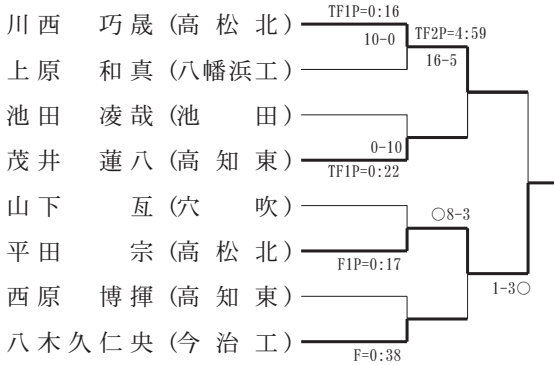 川西 巧晟 (高松北)
TF1P=0:16
10-0
TF2P=4:59
16-5
上原 和真 (八幡浜工)
池田 凌哉 (池田)
0-10
茂井 蓮八 (高知東)
TF1P=0:22
山下 亙 (穴吹)
○8-3
平田 宗 (高松北)
F1P=0:17
1-3○
西原 博揮 (高知東)
八木久仁央 (今治工)
F=0:38